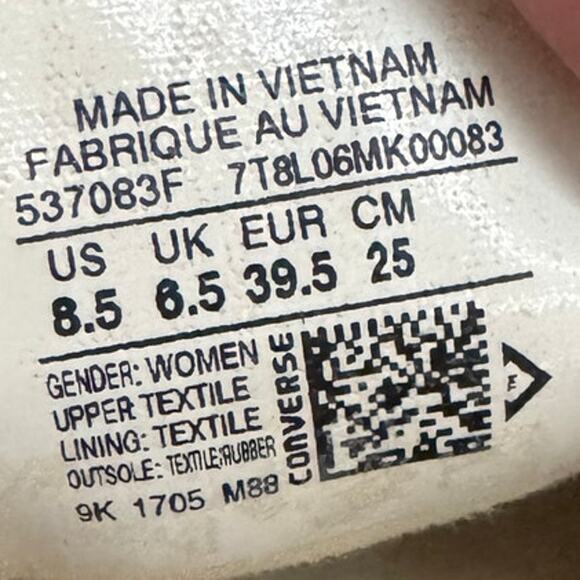 MADE IN VIETNAM
FABRIQUE AU VIETNAM
537083F 7T8L06MK00083
US UK EUR CM
8.5 6.5 39.5 25
GENDER: WOMEN
UPPER TEXTILE
LINING: TEXTILE
OUTSOLE: TEXTILE;RUBBER
9K 1705 M88
CONVERSE
TM